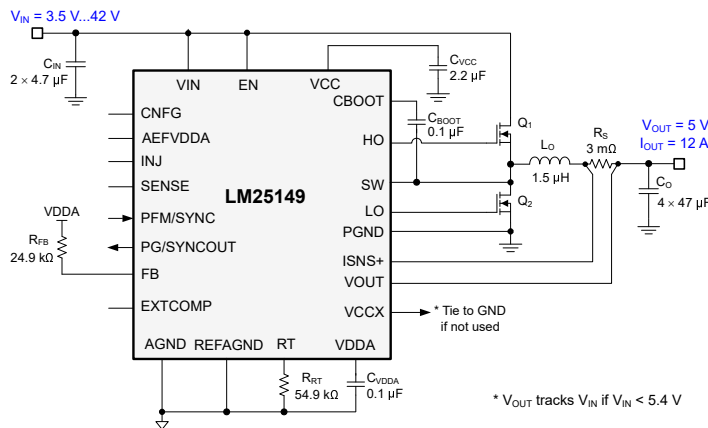 V_IN = 3.5 V...42 V
C_IN
2 × 4.7 µF
VIN
EN
VCC
C_VCC
2.2 µF
CNFG
AEFVDDA
INJ
SENSE
PFM/SYNC
PG/SYNCOUT
FB
EXTCOMP
VDDA
R_FB
24.9 kΩ
LM25149
CBOOT
C_BOOT
0.1 µF
HO
SW
LO
PGND
ISNS+
VOUT
VCCX
Q_1
Q_2
L_O
1.5 µH
R_S
3 mΩ
V_OUT = 5 V
I_OUT = 12 A
C_O
4 × 47 µF
* Tie to GND
if not used
AGND
REFAGND
RT
VDDA
R_RT
54.9 kΩ
C_VDDA
0.1 µF
* V_OUT tracks V_IN if V_IN < 5.4 V